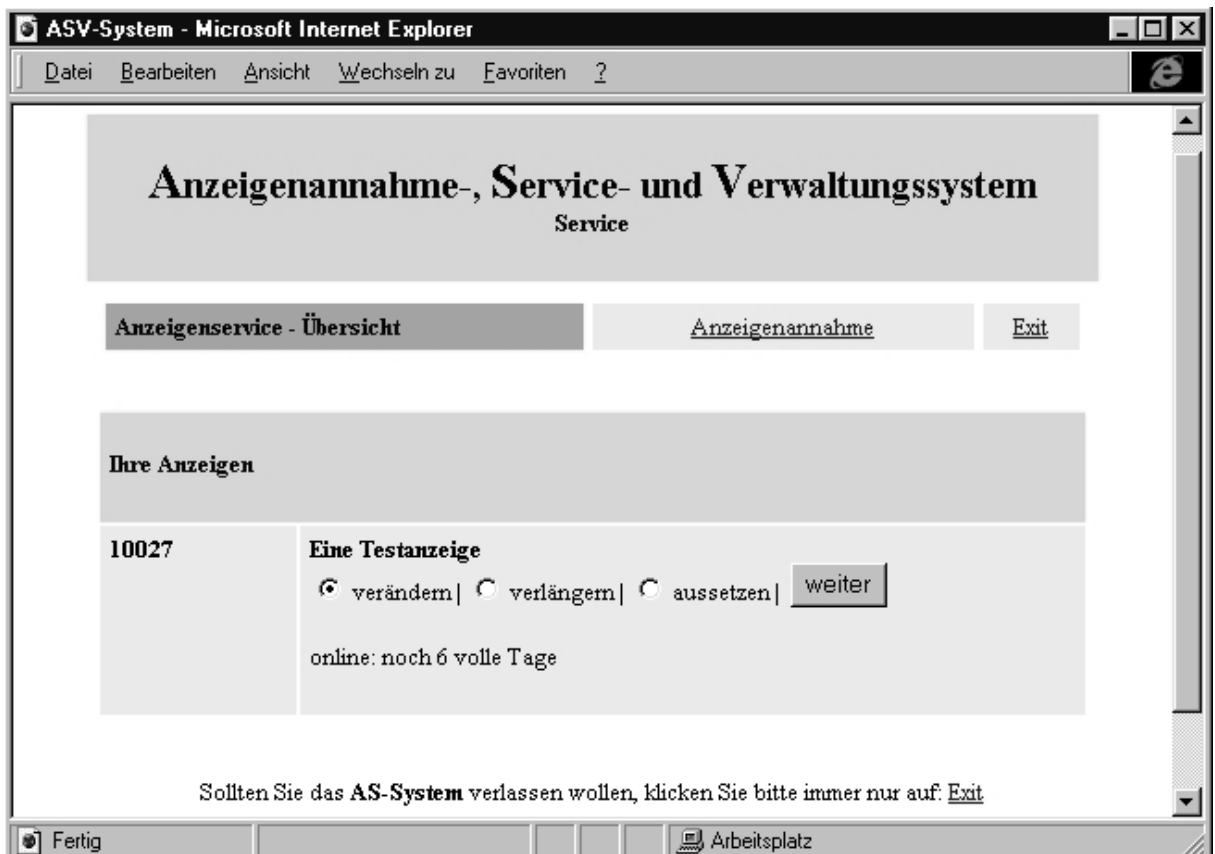 ASV-System - Microsoft Internet Explorer
Datei Bearbeiten Ansicht Wechseln zu Favoriten ?
Anzeigenannahme-, Service- und Verwaltungssystem
Service
Anzeigenservice - Übersicht Anzeigenannahme Exit
Ihre Anzeigen
10027 Eine Testanzeige
verändern| verlängern| aussetzen| weiter
online: noch 6 volle Tage
Sollten Sie das AS-System verlassen wollen, klicken Sie bitte immer nur auf: Exit
Fertig Arbeitsplatz